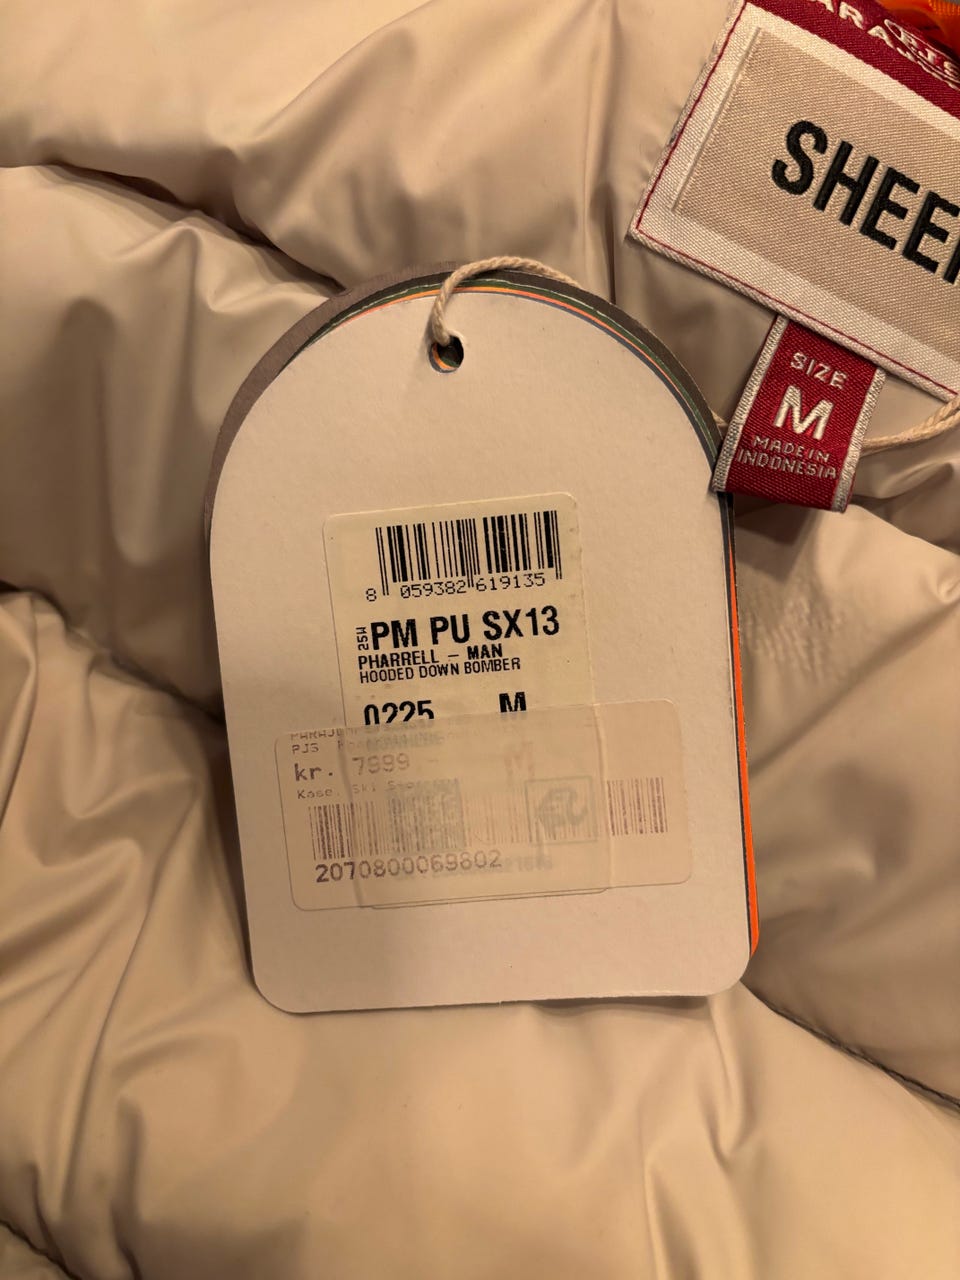 SHEE
SIZE
M
MADE IN
INDONESIA
8 059382 619135
25W PM PU SX13
PHARRELL – MAN
HOODED DOWN BOMBER
0225 M
PJS
kr. 7999 -
2070800069802